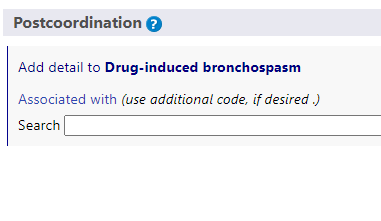 Postcoordination ?
Add detail to Drug-induced bronchospasm
Associated with (use additional code, if desired .)
Search